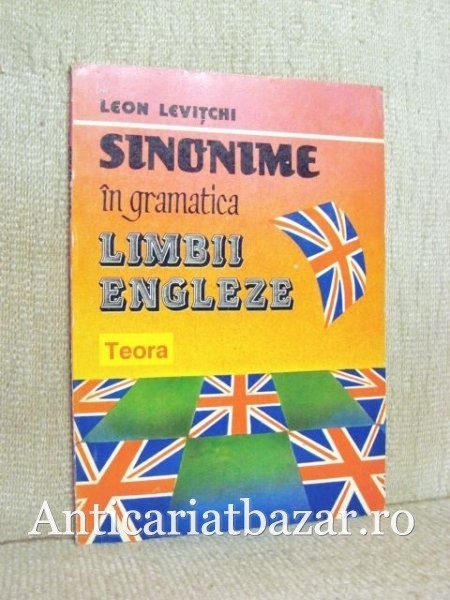 LEON LEVIȚCHI
SINONIME
în gramatica
LIMBII
ENGLEZE
Teora
Anticariatbazar.ro